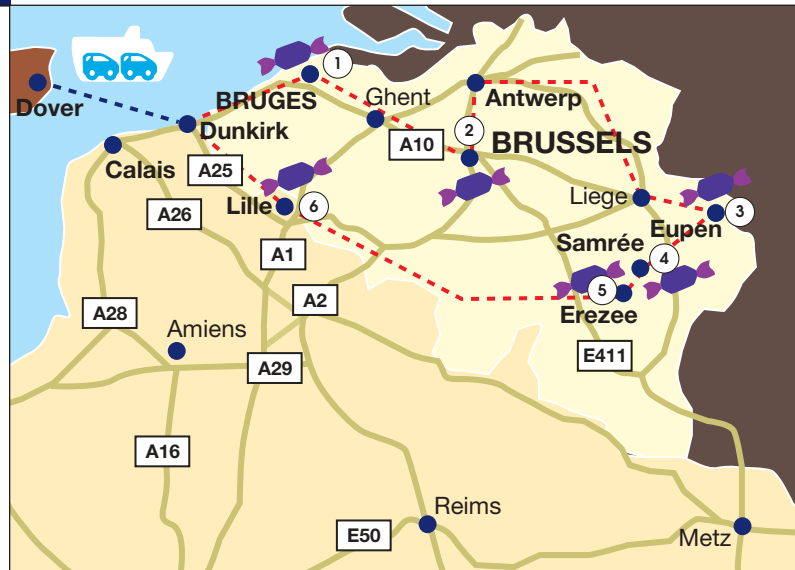 1
BRUGES
Ghent
Antwerp
Dover
Dunkirk
2
A10
BRUSSELS
Calais
A25
Liege
Lille
6
3
A26
Eupen
A1
Samrée
4
5
A2
Erezee
A28
Amiens
A29
E411
A16
Reims
E50
Metz